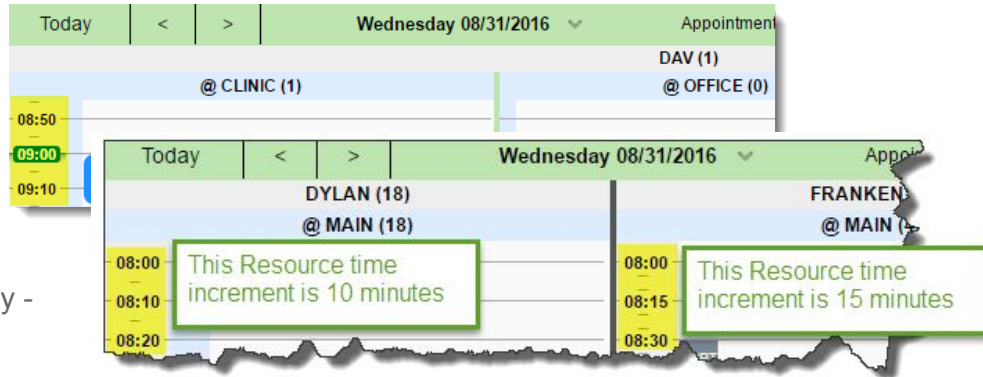 Today < > Wednesday 08/31/2016 Appointment
DAV (1)
@ CLINIC (1) @ OFFICE (0)
08:50
09:00
09:10
Today < > Wednesday 08/31/2016
DYLAN (18) FRANKEN
@ MAIN (18) @ MAIN
08:00 This Resource time
increment is 10 minutes
08:10
08:20
08:00 This Resource time
increment is 15 minutes
08:15
08:30
y -